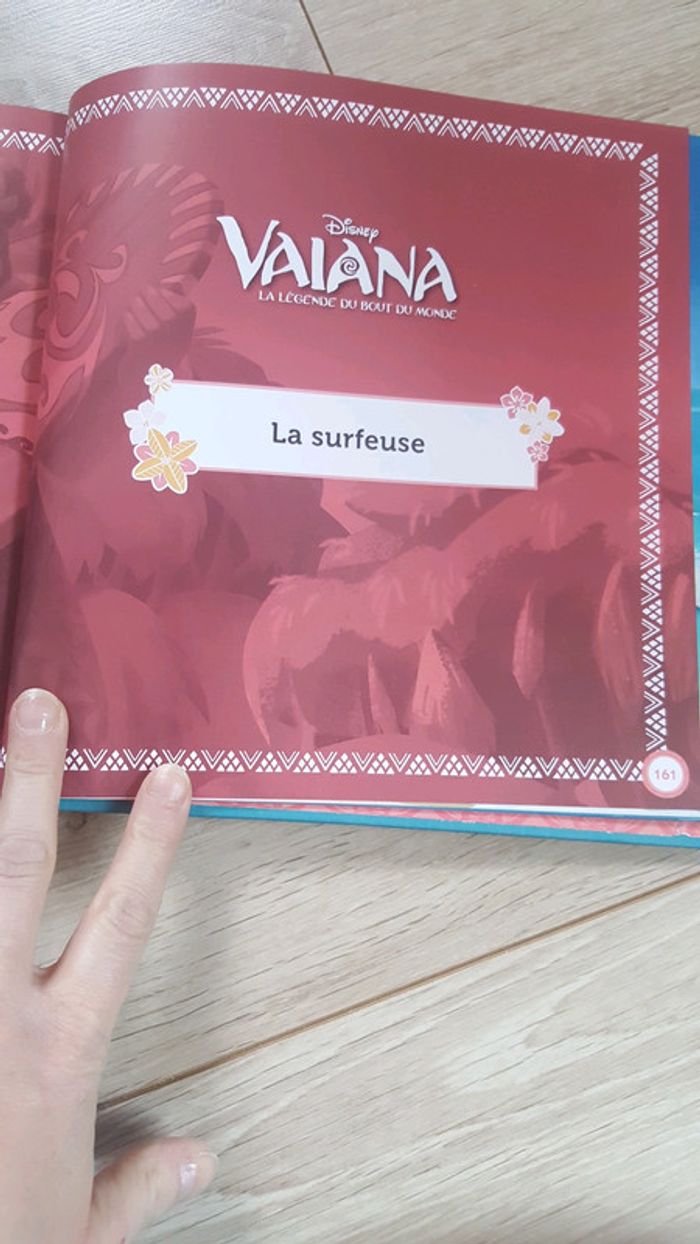 Disney
VAIANA
LA LÉGENDE DU BOUT DU MONDE
La surfeuse
161